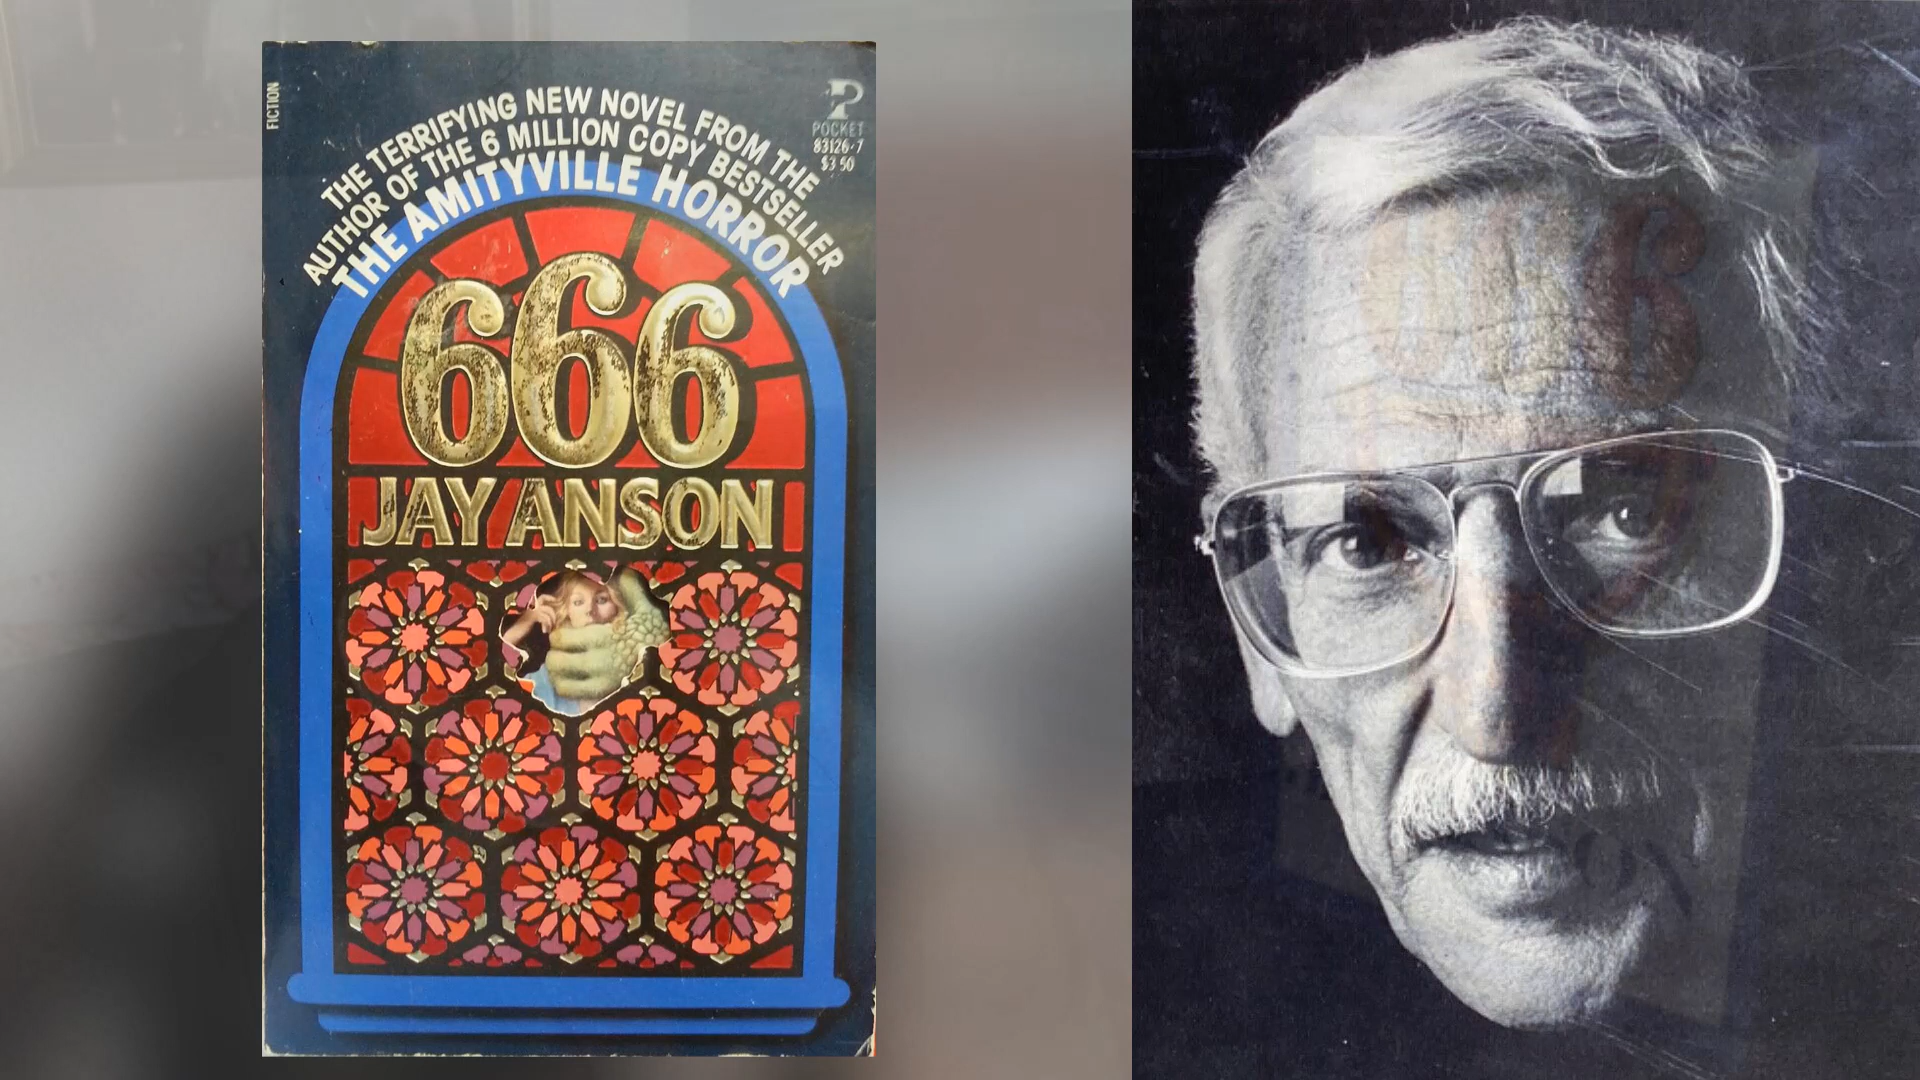 FICTION
THE TERRIFYING NEW NOVEL FROM THE
AUTHOR OF THE 6 MILLION COPY BESTSELLER
THE AMITYVILLE HORROR
POCKET
83126-7
$3.50
666
JAY ANSON
666